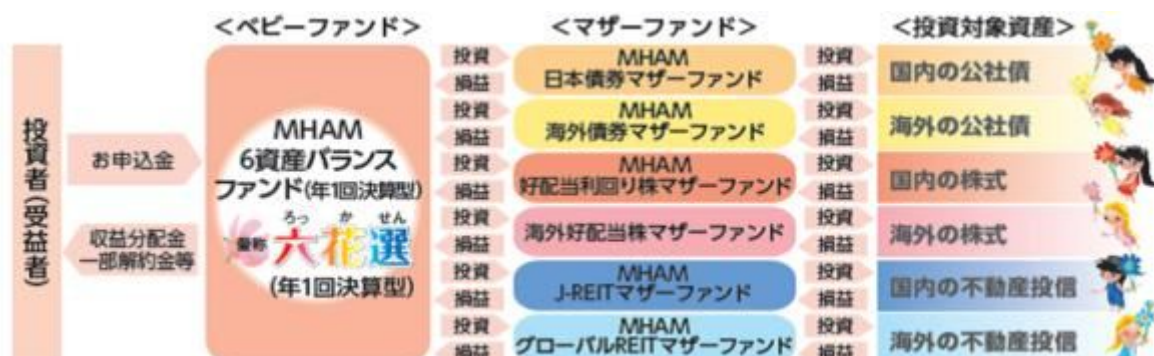 <ベビーファンド>
<マザーファンド>
<投資対象資産>
投資者(受益者)
お申込金
収益分配金
一部解約金等
MHAM
6資産バランス
ファンド(年1回決算型)
ろっ か せん
愛称 六花選
(年1回決算型)
投資
損益
MHAM
日本債券マザーファンド
投資
損益
国内の公社債
投資
損益
MHAM
海外債券マザーファンド
投資
損益
海外の公社債
投資
損益
MHAM
好配当利回り株マザーファンド
投資
損益
国内の株式
投資
損益
海外好配当株マザーファンド
投資
損益
海外の株式
投資
損益
MHAM
J-REITマザーファンド
投資
損益
国内の不動産投信
投資
損益
MHAM
グローバルREITマザーファンド
投資
損益
海外の不動産投信